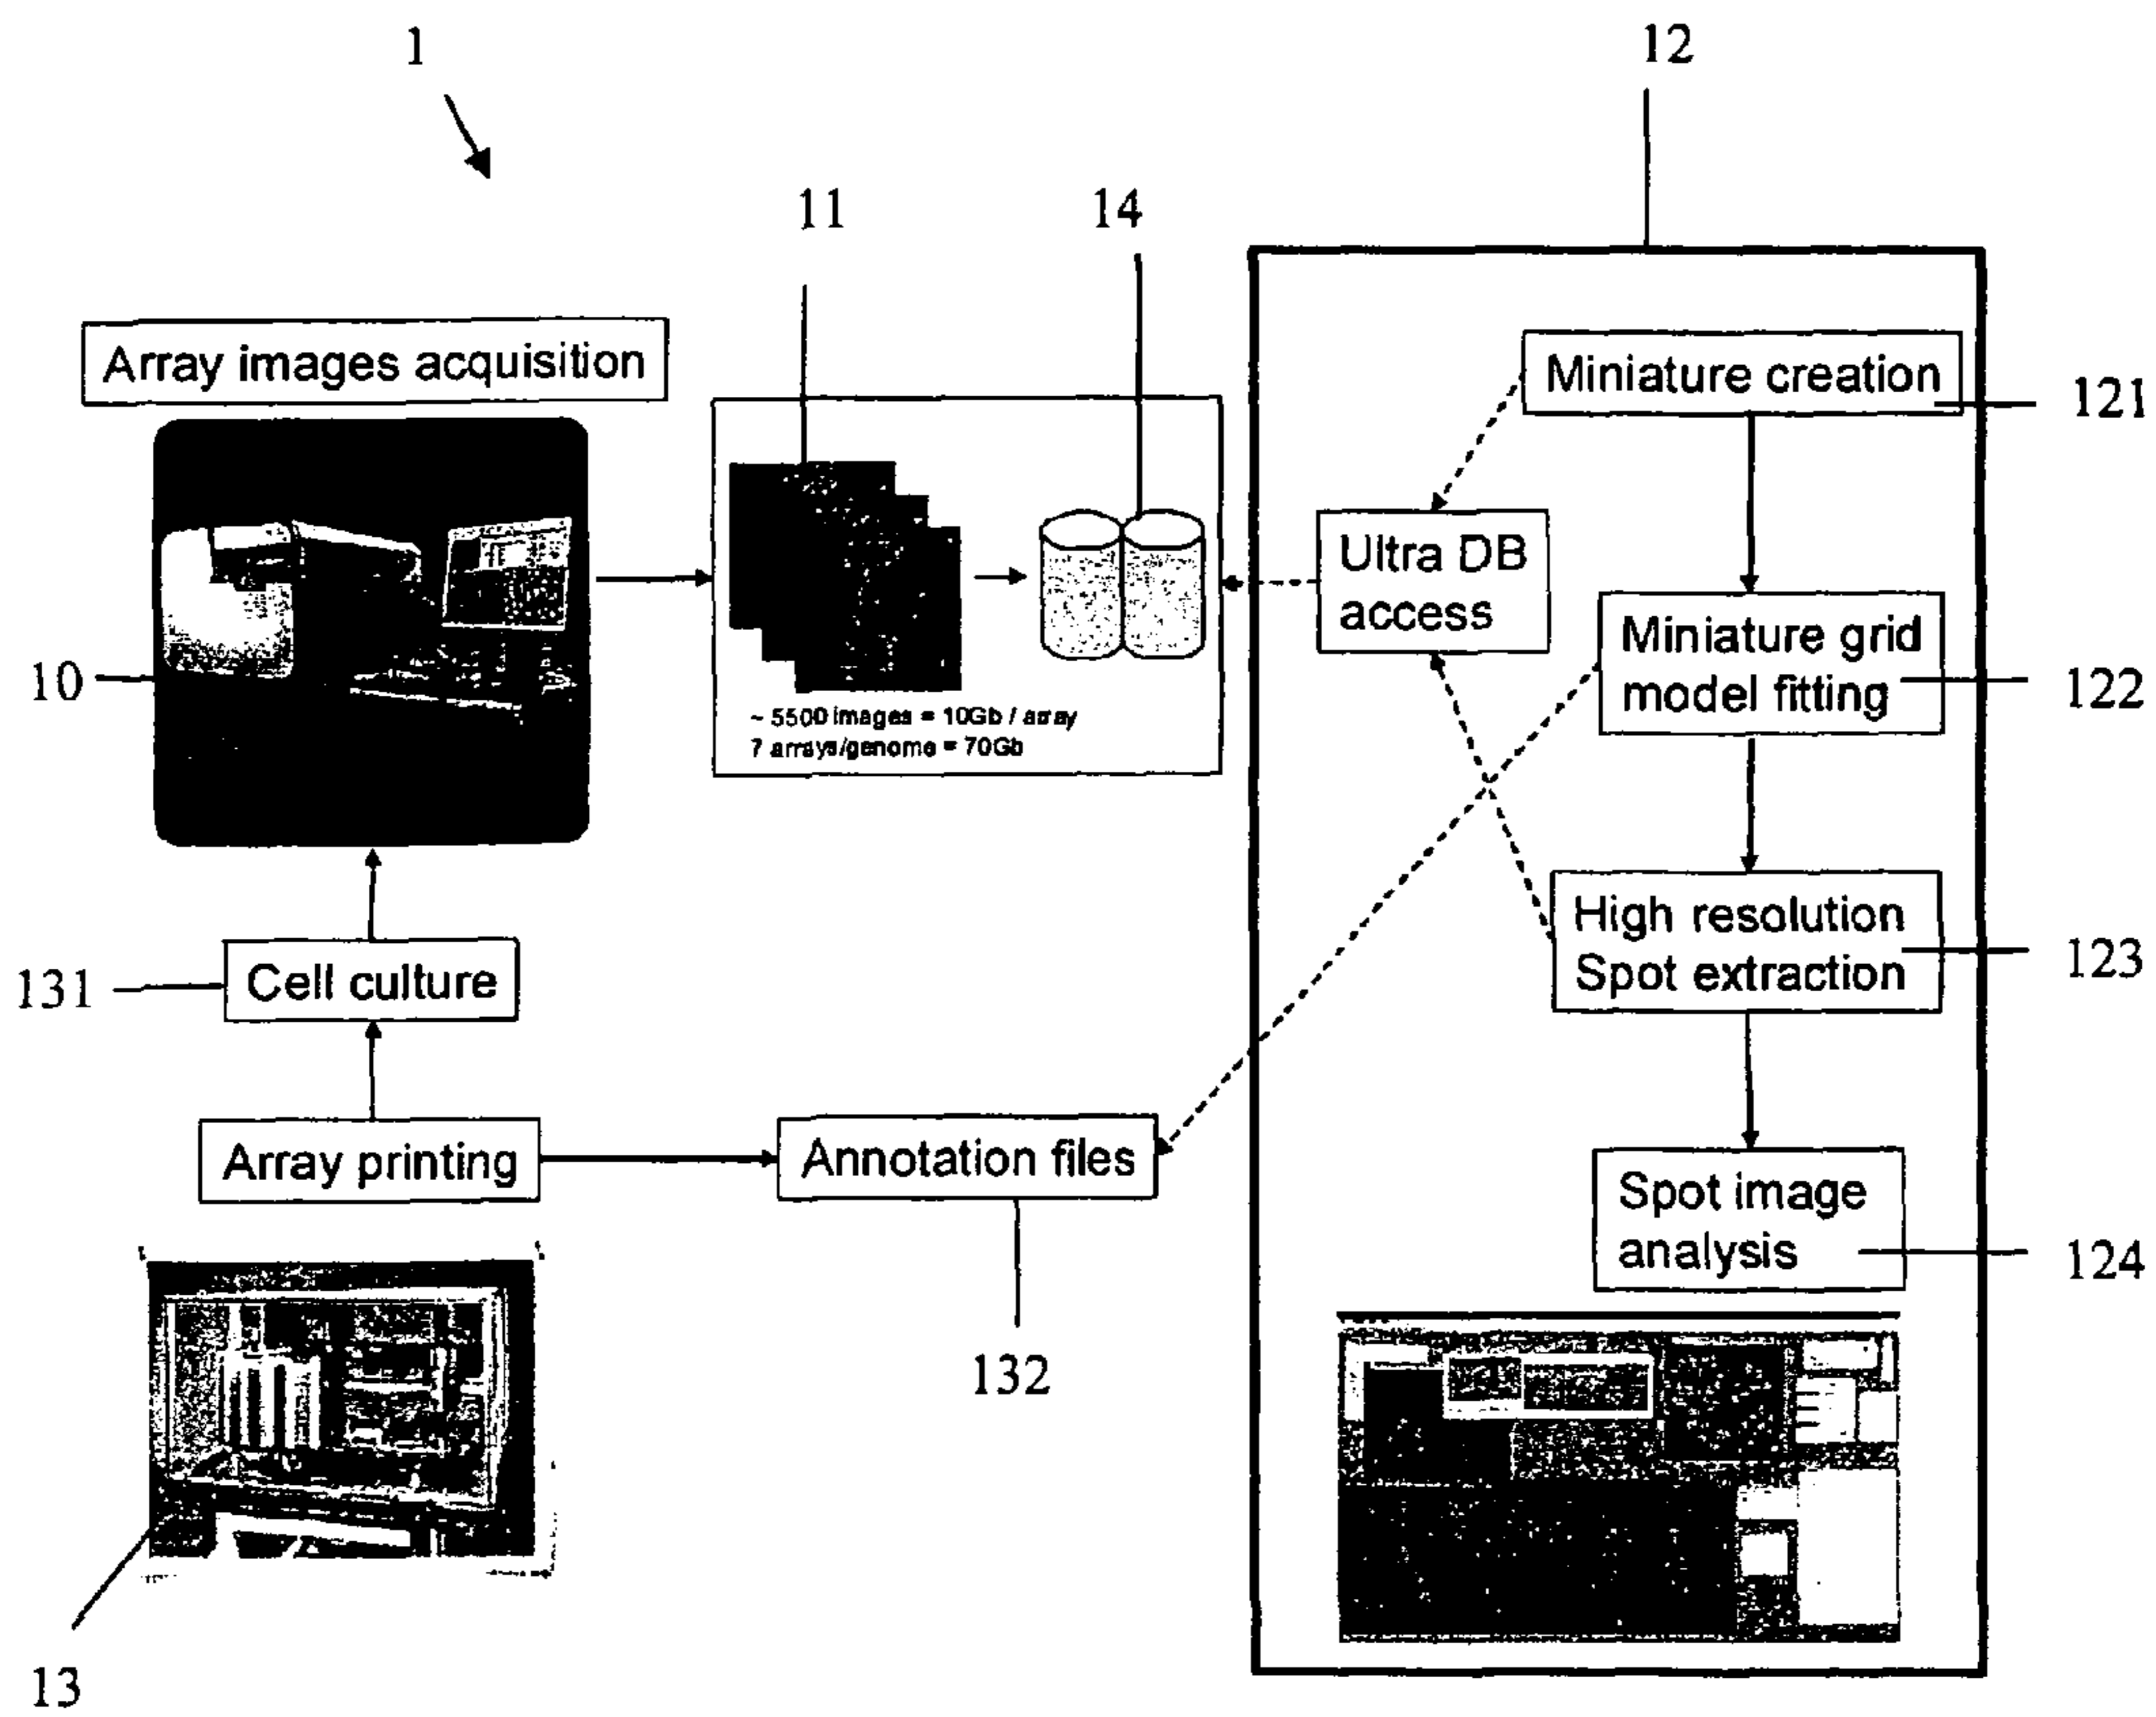 1
12
11
14
Array images acquisition
Miniature creation
121
Ultra DB
access
Miniature grid
model fitting
122
10
~ 5500 images = 10Gb / array
7 arrays/genome = 70Gb
High resolution
Spot extraction
123
Cell culture
131
Array printing
Annotation files
Spot image
analysis
124
132
13